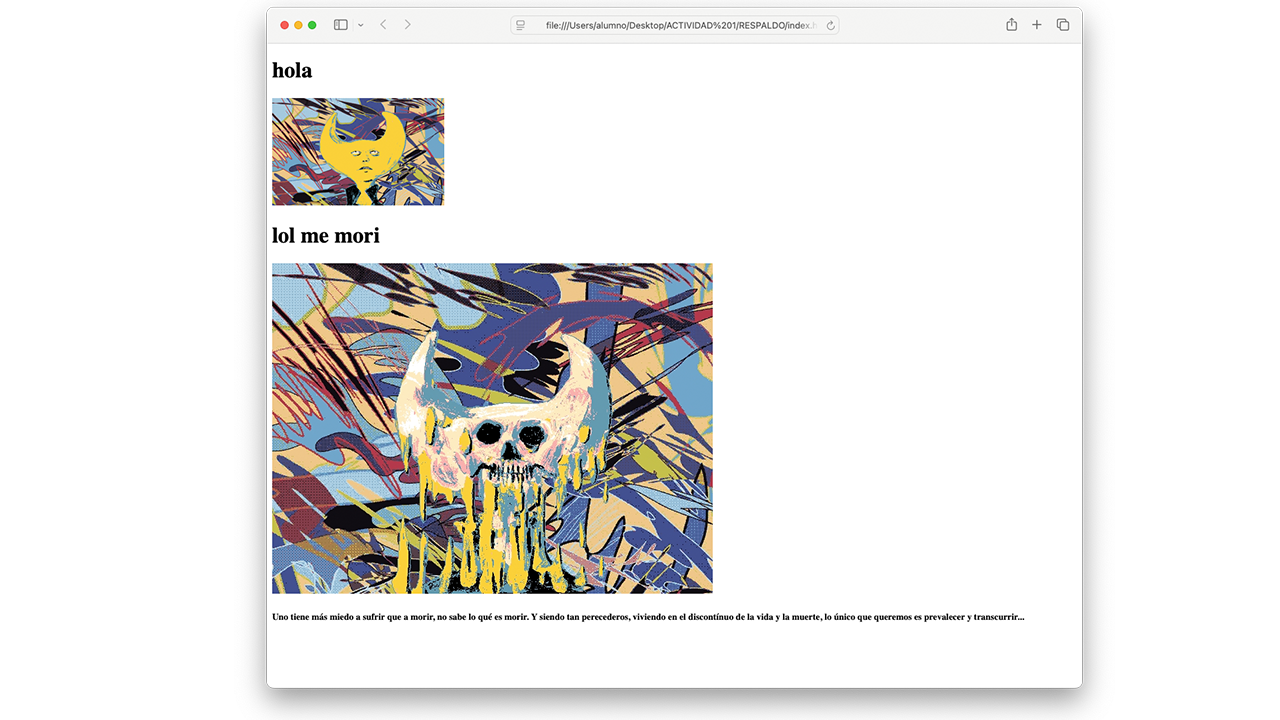 file:///Users/alumno/Desktop/ACTIVIDAD%201/RESPALDO/index.h
hola
lol me mori
Uno tiene más miedo a sufrir que a morir, no sabe lo qué es morir. Y siendo tan perecederos, viviendo en el discontínuo de la vida y la muerte, lo único que queremos es prevalecer y transcurrir...